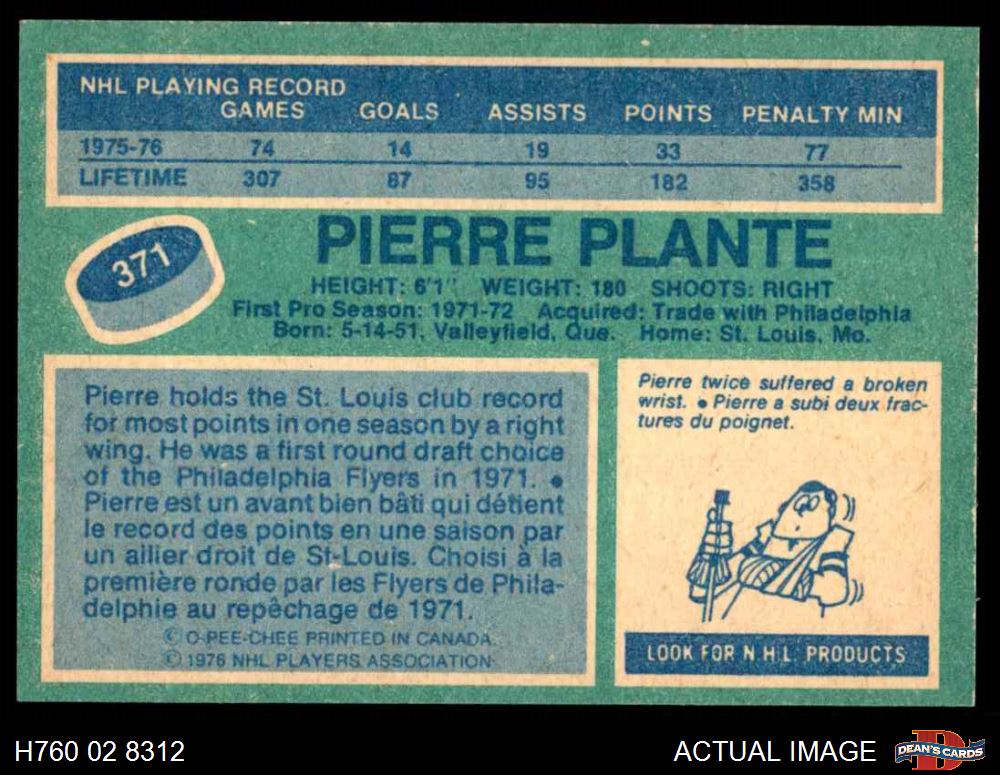 NHL PLAYING RECORD
GAMES GOALS ASSISTS POINTS PENALTY MIN
1975-76 74 14 19 33 77
LIFETIME 307 87 95 182 358
371
PIERRE PLANTE
HEIGHT: 6'1" WEIGHT: 180 SHOOTS: RIGHT
First Pro Season: 1971-72 Acquired: Trade with Philadelphia
Born: 5-14-51, Valleyfield, Que. Home: St. Louis, Mo.
Pierre holds the St. Louis club record
for most points in one season by a right
wing. He was a first round draft choice
of the Philadelphia Flyers in 1971. •
Pierre est un avant bien bâti qui détient
le record des points en une saison par
un ailier droit de St-Louis. Choisi à la
première ronde par les Flyers de Phila-
delphie au repêchage de 1971.
© O-PEE-CHEE PRINTED IN CANADA
© 1976 NHL PLAYERS ASSOCIATION
Pierre twice suffered a broken
wrist. • Pierre a subi deux frac-
tures du poignet.
LOOK FOR N.H.L. PRODUCTS
H760 02 8312
ACTUAL IMAGE
D
DEAN'S CARDS